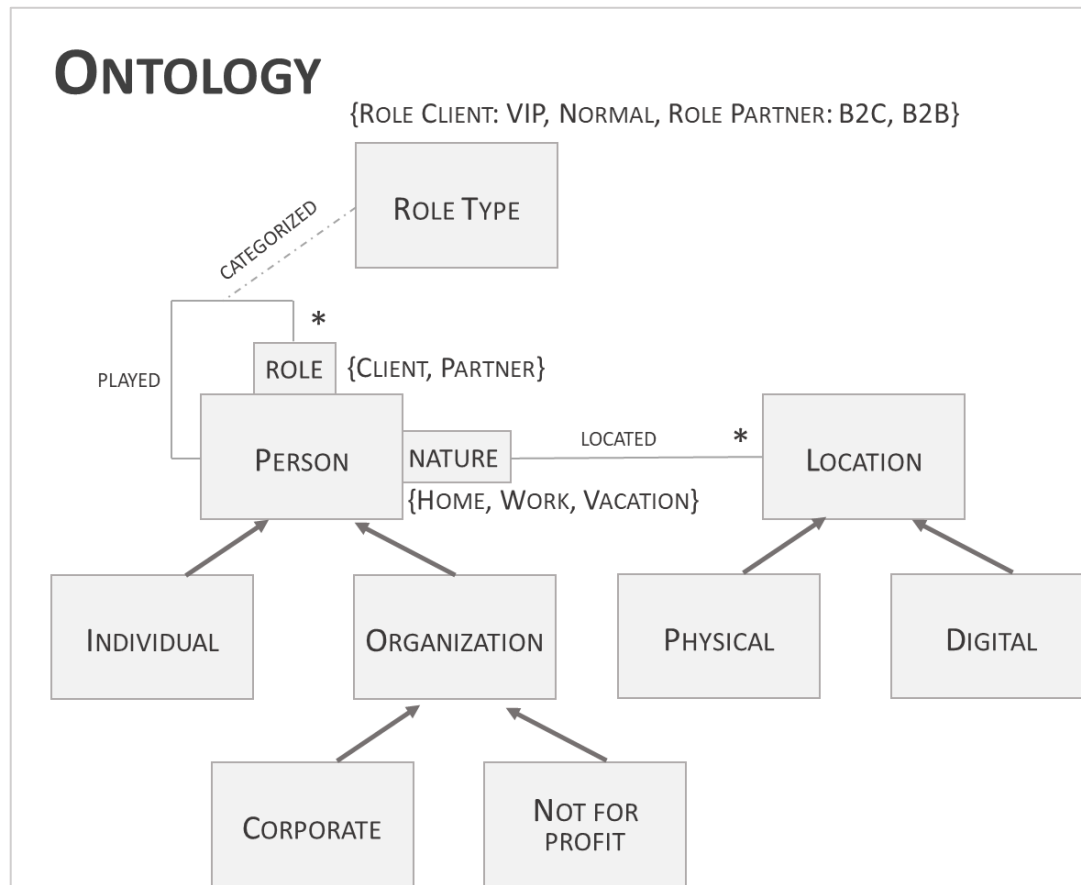 ONTOLOGY
{ROLE CLIENT: VIP, NORMAL, ROLE PARTNER: B2C, B2B}
ROLE TYPE
CATEGORIZED
*
ROLE
{CLIENT, PARTNER}
PLAYED
PERSON
NATURE
LOCATED
*
LOCATION
{HOME, WORK, VACATION}
INDIVIDUAL
ORGANIZATION
PHYSICAL
DIGITAL
CORPORATE
NOT FOR
PROFIT